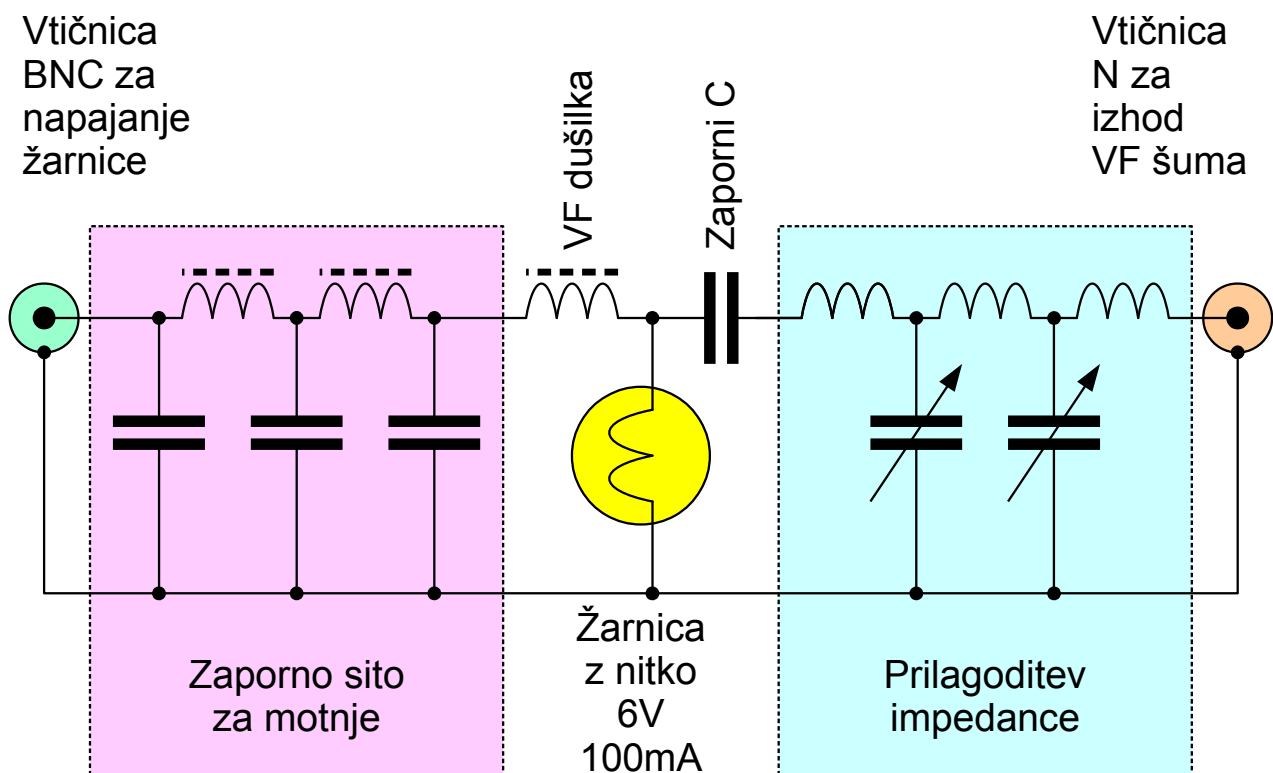 Vtičnica
BNC za
napajanje
žarnice
VF dušilka
Zaporni C
Vtičnica
N za
izhod
VF šuma
Zaporno sito
za motnje
Žarnica
z nitko
6V
100mA
Prilagoditev
impedance